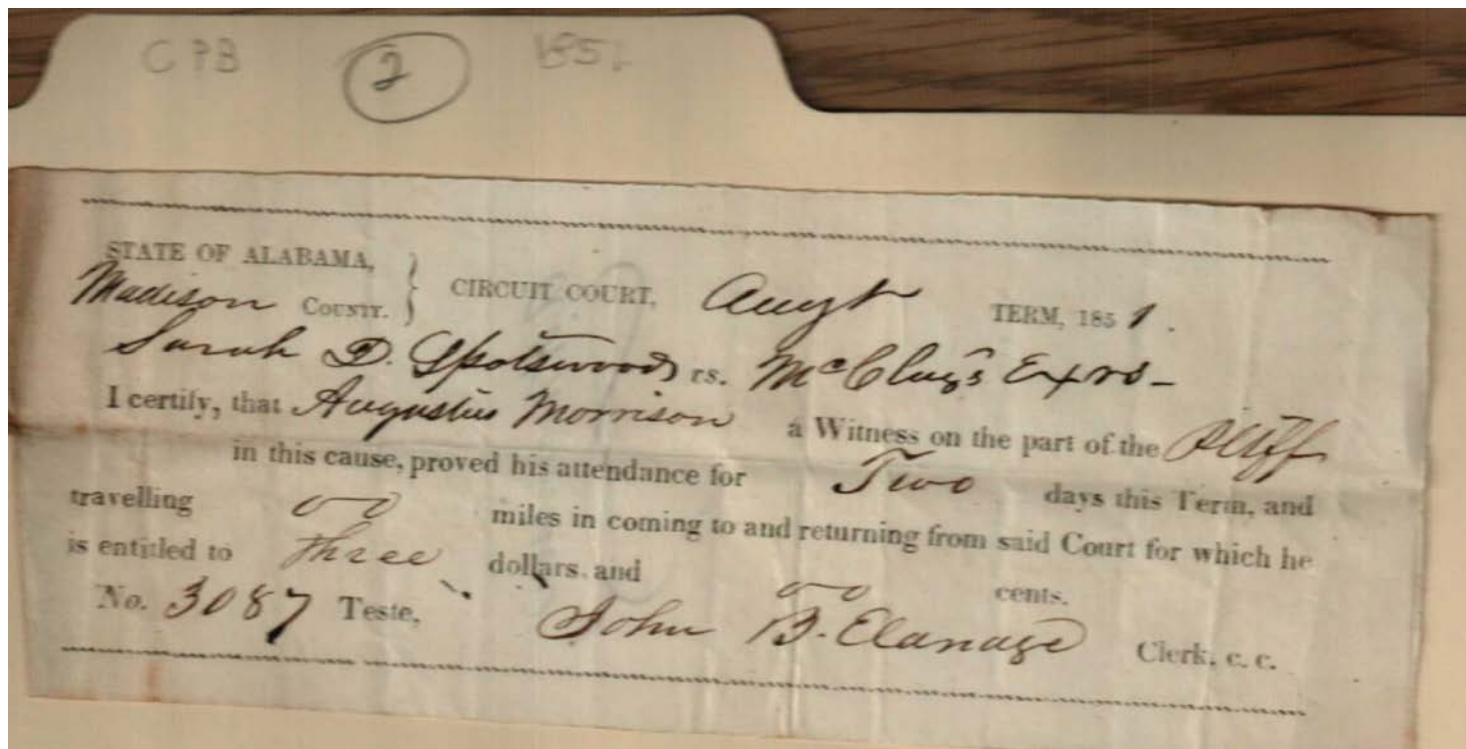 CPB 2 1851
STATE OF ALABAMA, } CIRCUIT COURT, Augt TERM, 1851.
Madison COUNTY.
Sarah D. Spotswood vs. McClug's Exrs-
I certify, that Augustus Morrison a Witness on the part of the Pltff
in this cause, proved his attendance for Two days this Term, and
travelling 00 miles in coming to and returning from said Court for which he
is entitled to three dollars, and 00 cents.
No. 3087 Teste, John B. Clerk, c. c.